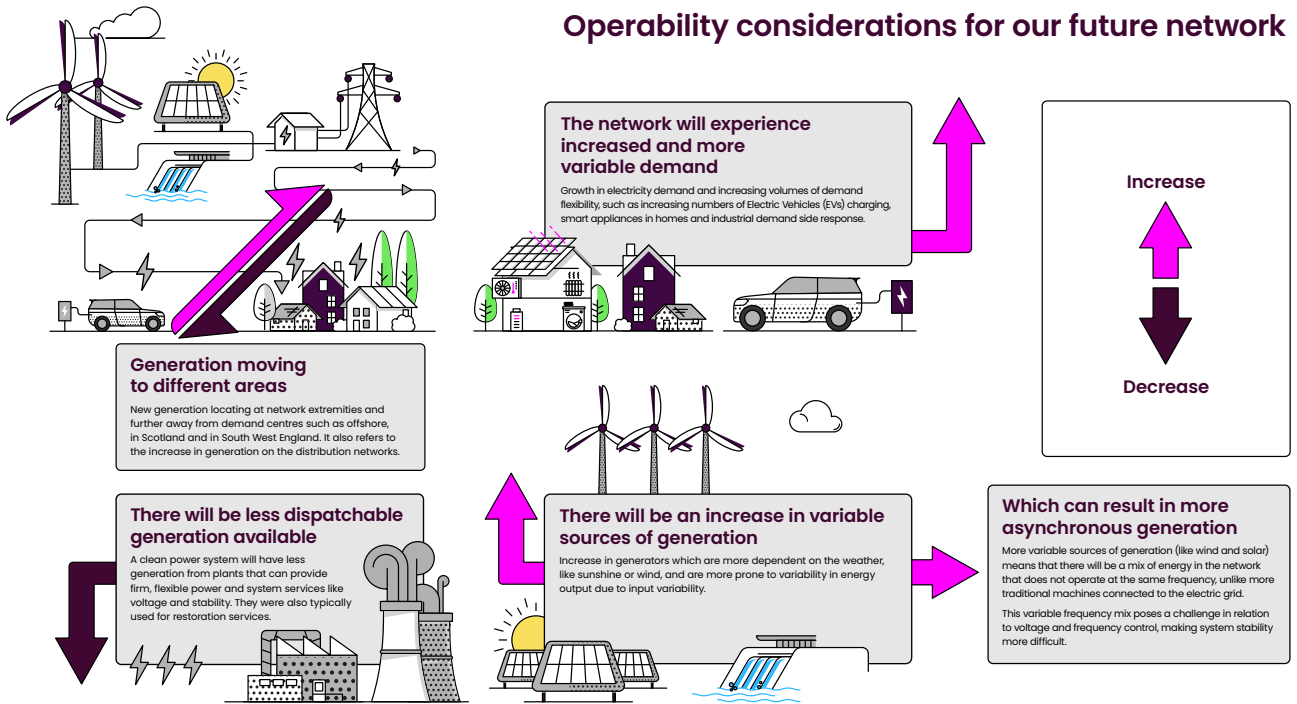 Operability considerations for our future network
The network will experience
increased and more
variable demand
Growth in electricity demand and increasing volumes of demand
flexibility, such as increasing numbers of Electric Vehicles (EVs) charging,
smart appliances in homes and industrial demand side response.
Increase
Decrease
Generation moving
to different areas
New generation locating at network extremities and
further away from demand centres such as offshore,
in Scotland and in South West England. It also refers to
the increase in generation on the distribution networks.
There will be less dispatchable
generation available
A clean power system will have less
generation from plants that can provide
firm, flexible power and system services like
voltage and stability. They were also typically
used for restoration services.
There will be an increase in variable
sources of generation
Increase in generators which are more dependent on the weather,
like sunshine or wind, and are more prone to variability in energy
output due to input variability.
Which can result in more
asynchronous generation
More variable sources of generation (like wind and solar)
means that there will be a mix of energy in the network
that does not operate at the same frequency, unlike more
traditional machines connected to the electric grid.
This variable frequency mix poses a challenge in relation
to voltage and frequency control, making system stability
more difficult.